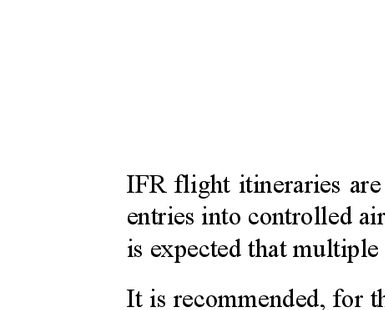 IFR flight itineraries are
entries into controlled air
is expected that multiple
It is recommended, for th